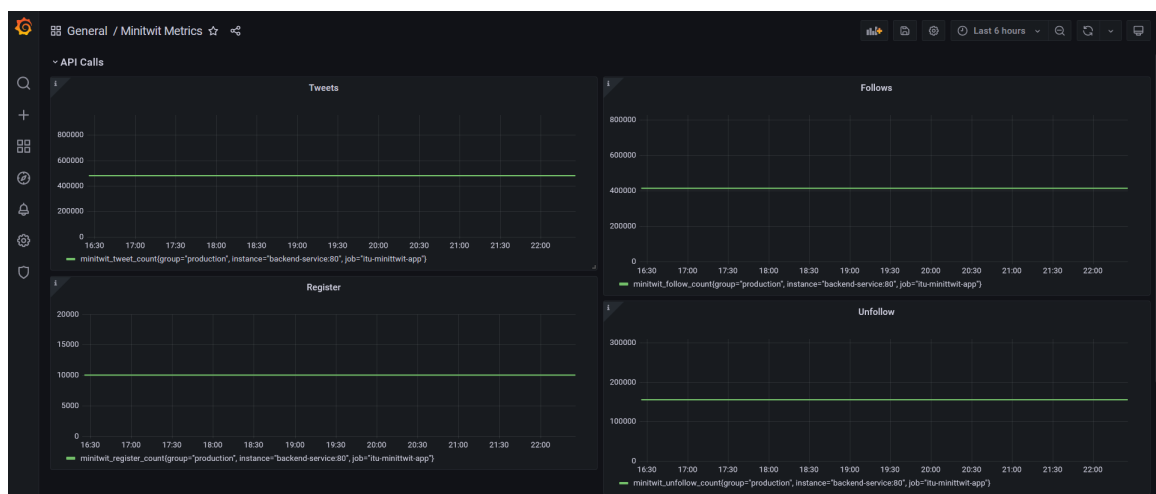 General / Minitwit Metrics
Last 6 hours
API Calls
i
Tweets
800000
600000
400000
200000
0
16:30 17:00 17:30 18:00 18:30 19:00 19:30 20:00 20:30 21:00 21:30 22:00
minitwit_tweet_count{group="production", instance="backend-service:80", job="itu-minittwit-app"}
i
Follows
800000
600000
400000
200000
0
16:30 17:00 17:30 18:00 18:30 19:00 19:30 20:00 20:30 21:00 21:30 22:00
minitwit_follow_count{group="production", instance="backend-service:80", job="itu-minittwit-app"}
i
Register
20000
15000
10000
5000
0
16:30 17:00 17:30 18:00 18:30 19:00 19:30 20:00 20:30 21:00 21:30 22:00
minitwit_register_count{group="production", instance="backend-service:80", job="itu-minittwit-app"}
i
Unfollow
300000
200000
100000
0
16:30 17:00 17:30 18:00 18:30 19:00 19:30 20:00 20:30 21:00 21:30 22:00
minitwit_unfollow_count{group="production", instance="backend-service:80", job="itu-minittwit-app"}